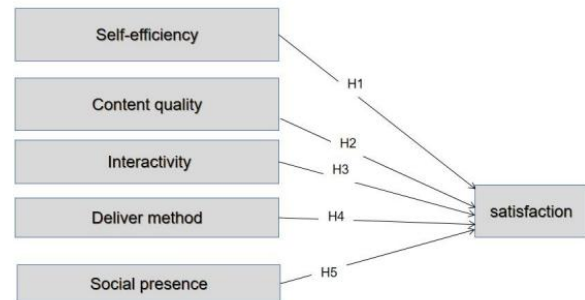 Self-efficiency
H1
Content quality
H2
Interactivity
H3
satisfaction
Deliver method
H4
Social presence
H5